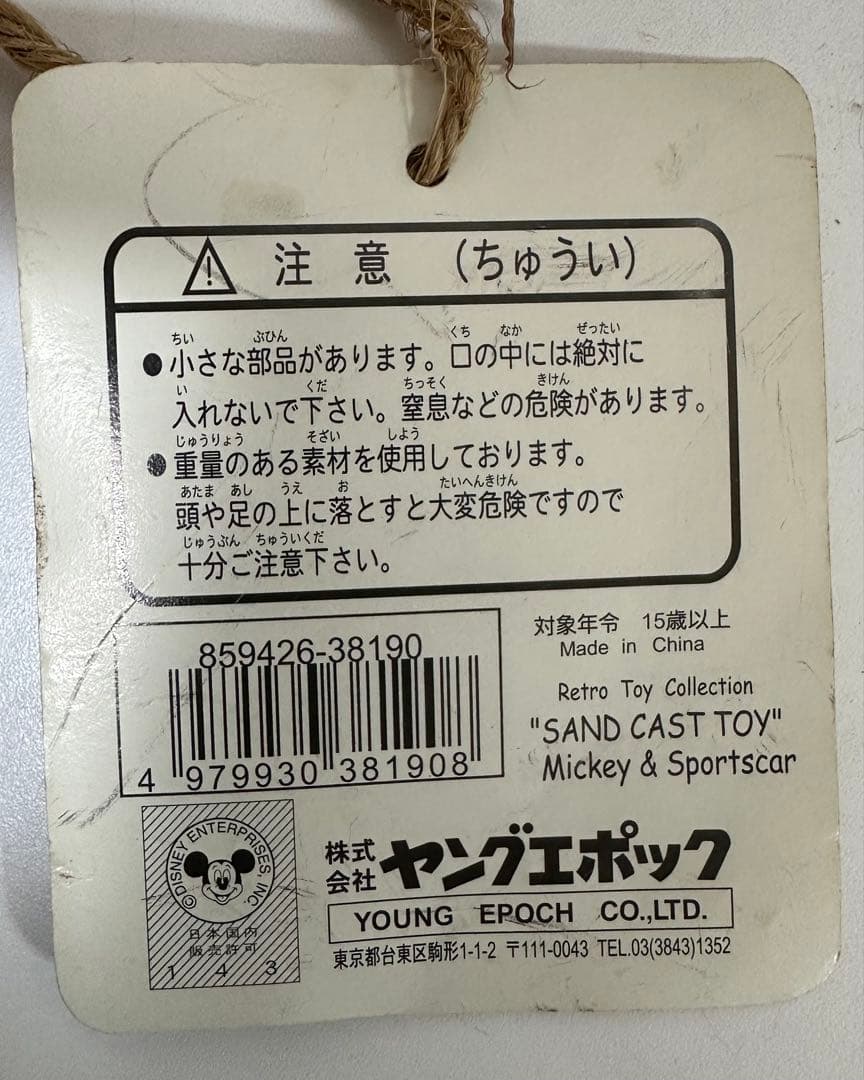 注 意 (ちゅうい)
ちい ぶひん くち なか ぜったい
●小さな部品があります。口の中には絶対に
い くだ ちっそく きけん
入れないで下さい。窒息などの危険があります。
じゅうりょう そざい しよう
●重量のある素材を使用しております。
あたま あし うえ お たいへんきけん
頭や足の上に落とすと大変危険ですので
じゅうぶん ちゅういくだ
十分ご注意下さい。
859426-38190
4 979930 381908
対象年令 15歳以上
Made in China
Retro Toy Collection
"SAND CAST TOY"
Mickey & Sportscar
©DISNEY ENTERPRISES, INC.
日本国内
販売許可
1 4 3
株式会社 ヤングエポック
YOUNG EPOCH CO.,LTD.
東京都台東区駒形1-1-2 〒111-0043 TEL.03(3843)1352